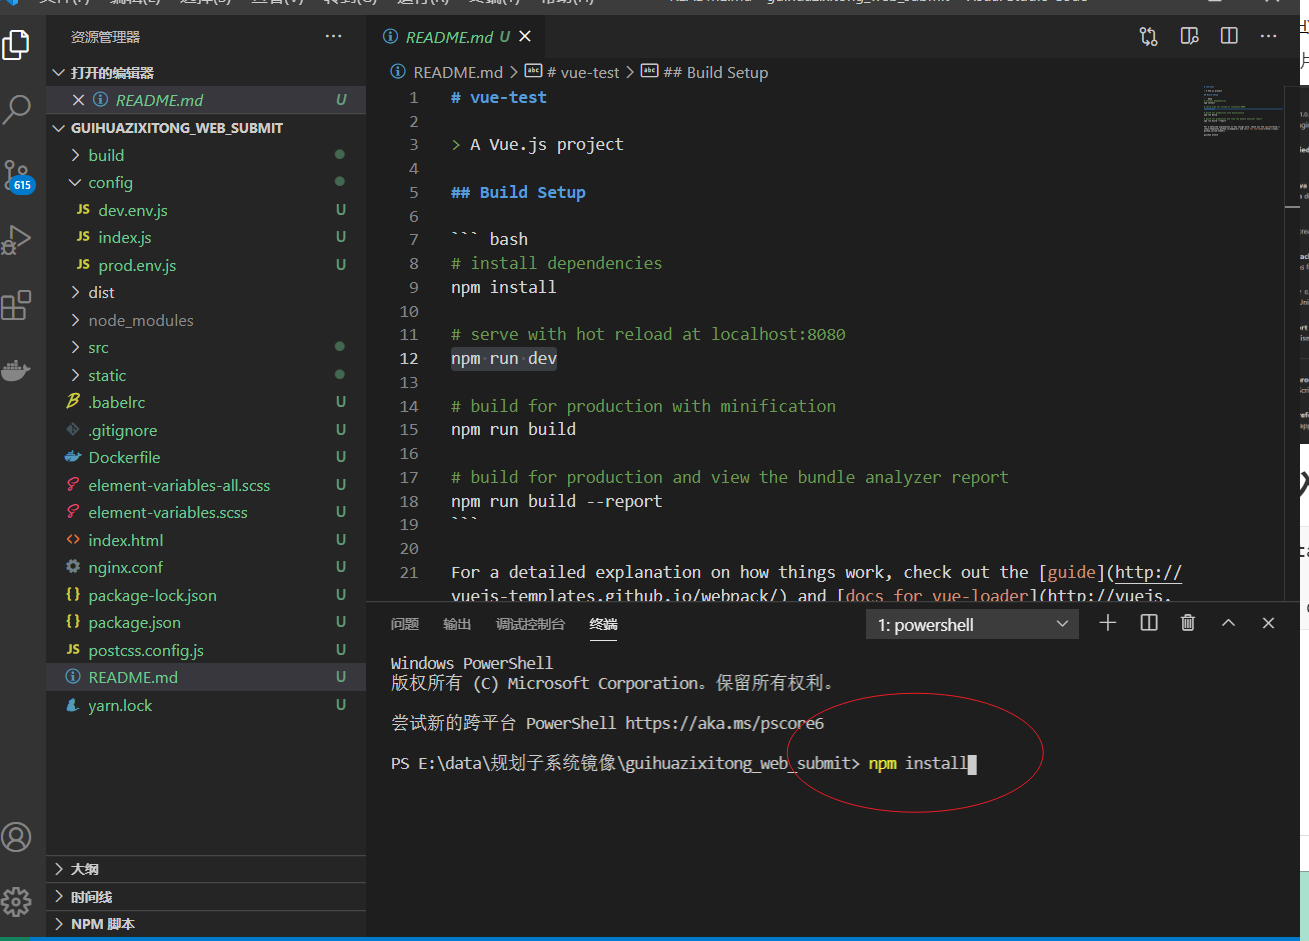 资源管理器
打开的编辑器
README.md U
GUIHUAZIXITONG_WEB_SUBMIT
build
config
dev.env.js U
index.js U
prod.env.js U
dist
node_modules
src
static
.babelrc U
.gitignore U
Dockerfile U
element-variables-all.scss U
element-variables.scss U
index.html U
nginx.conf U
package-lock.json U
package.json U
postcss.config.js U
README.md U
yarn.lock U
大纲
时间线
NPM 脚本
615
README.md U
README.md > # vue-test > ## Build Setup
1 # vue-test
2
3 > A Vue.js project
4
5 ## Build Setup
6
7 ``` bash
8 # install dependencies
9 npm install
10
11 # serve with hot reload at localhost:8080
12 npm run dev
13
14 # build for production with minification
15 npm run build
16
17 # build for production and view the bundle analyzer report
18 npm run build --report
19 ```
20
21 For a detailed explanation on how things work, check out the [guide](http://
vuejs-templates.github.io/webpack/) and [docs for vue-loader](http://vuejs.
问题 输出 调试控制台 终端
1: powershell
Windows PowerShell
版权所有 (C) Microsoft Corporation。保留所有权利。
尝试新的跨平台 PowerShell https://aka.ms/pscore6
PS E:\data\规划子系统镜像\guihuazixitong_web_submit> npm install